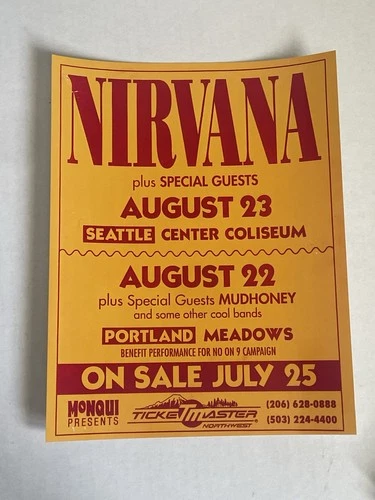 NIRVANA
plus SPECIAL GUESTS
AUGUST 23
SEATTLE CENTER COLISEUM
AUGUST 22
plus Special Guests MUDHONEY
and some other cool bands
PORTLAND MEADOWS
BENEFIT PERFORMANCE FOR NO ON 9 CAMPAIGN
ON SALE JULY 25
MONQUI
PRESENTS
TICKETMASTER
NORTHWEST
(206) 628-0888
(503) 224-4400